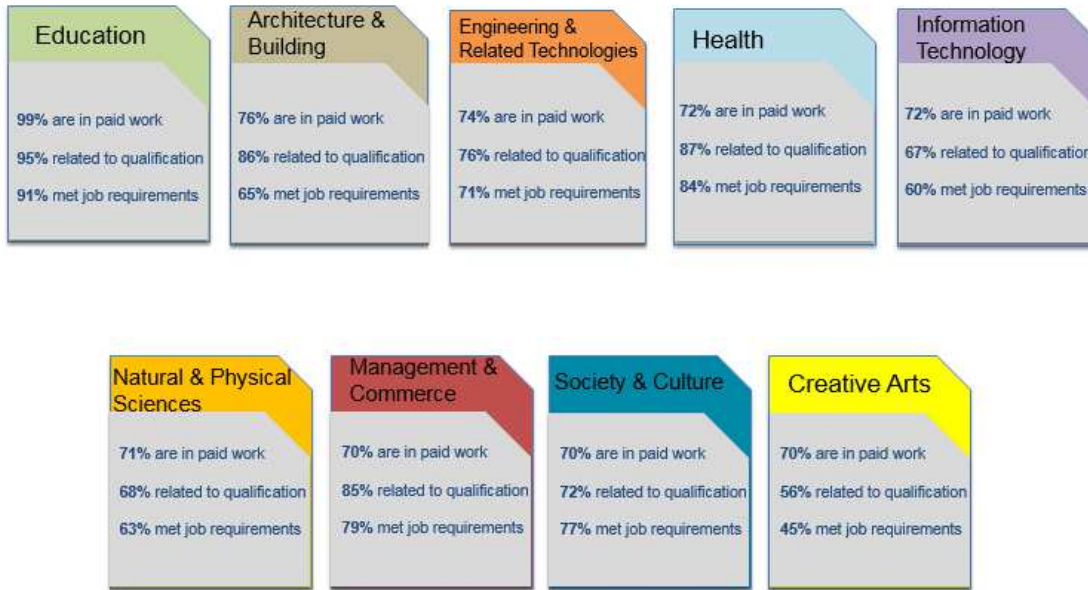 Education
99% are in paid work
95% related to qualification
91% met job requirements
Architecture &
Building
76% are in paid work
86% related to qualification
65% met job requirements
Engineering &
Related Technologies
74% are in paid work
76% related to qualification
71% met job requirements
Health
72% are in paid work
87% related to qualification
84% met job requirements
Information
Technology
72% are in paid work
67% related to qualification
60% met job requirements
Natural & Physical
Sciences
71% are in paid work
68% related to qualification
63% met job requirements
Management &
Commerce
70% are in paid work
85% related to qualification
79% met job requirements
Society & Culture
70% are in paid work
72% related to qualification
77% met job requirements
Creative Arts
70% are in paid work
56% related to qualification
45% met job requirements